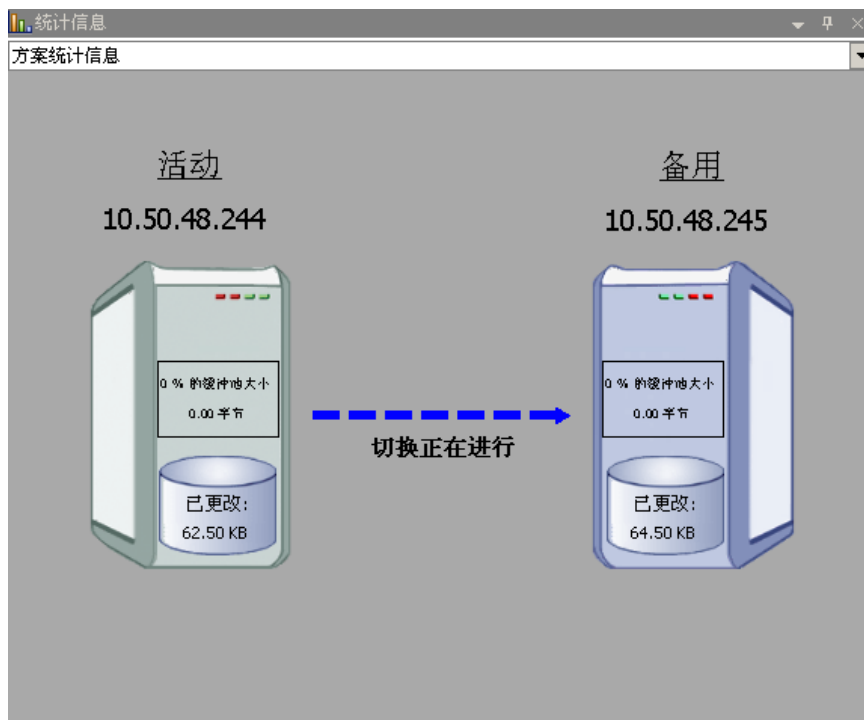 统计信息
方案统计信息
活动
备用
10.50.48.244
10.50.48.245
0 % 的缓冲池大小
0.00 字节
0 % 的缓冲池大小
0.00 字节
切换正在进行
已更改:
62.50 KB
已更改:
64.50 KB